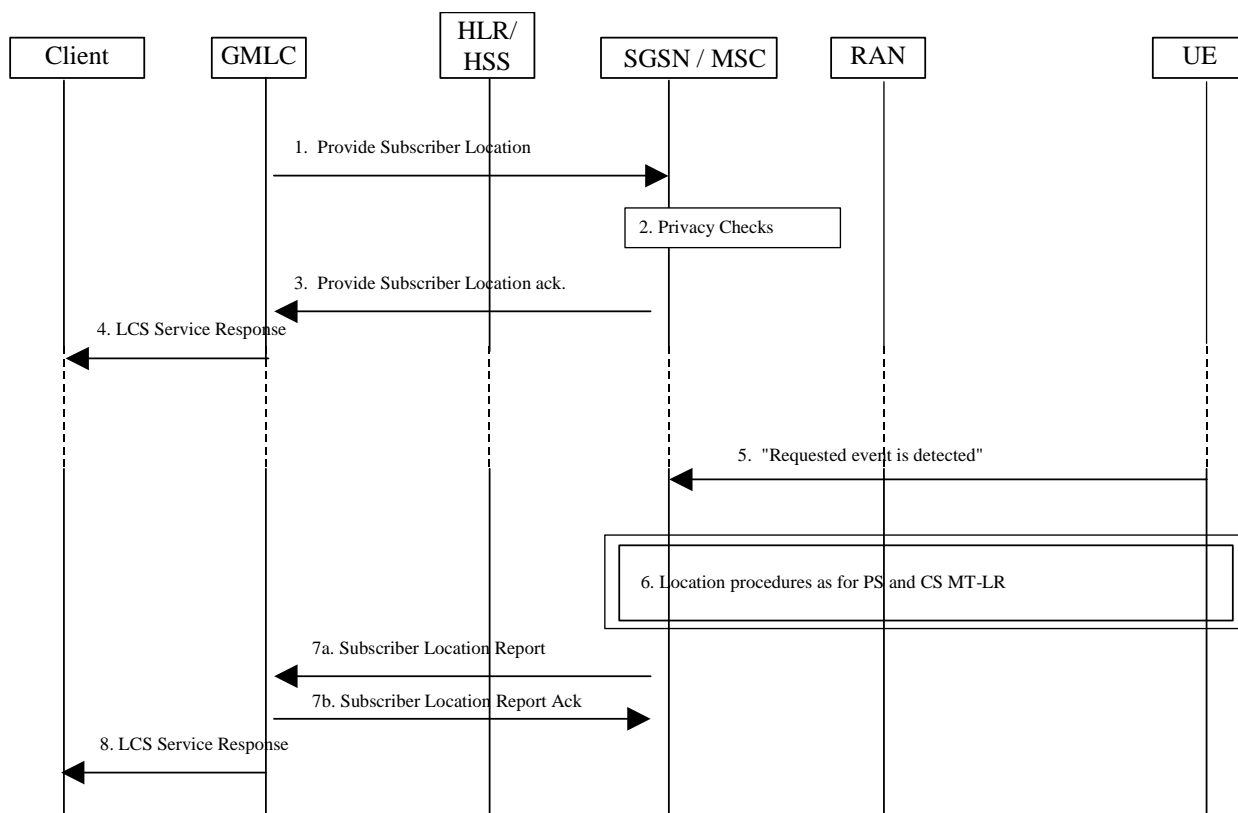 Client
GMLC
HLR/
HSS
SGSN / MSC
RAN
UE
1. Provide Subscriber Location
2. Privacy Checks
3. Provide Subscriber Location ack.
4. LCS Service Response
5. "Requested event is detected"
6. Location procedures as for PS and CS MT-LR
7a. Subscriber Location Report
7b. Subscriber Location Report Ack
8. LCS Service Response